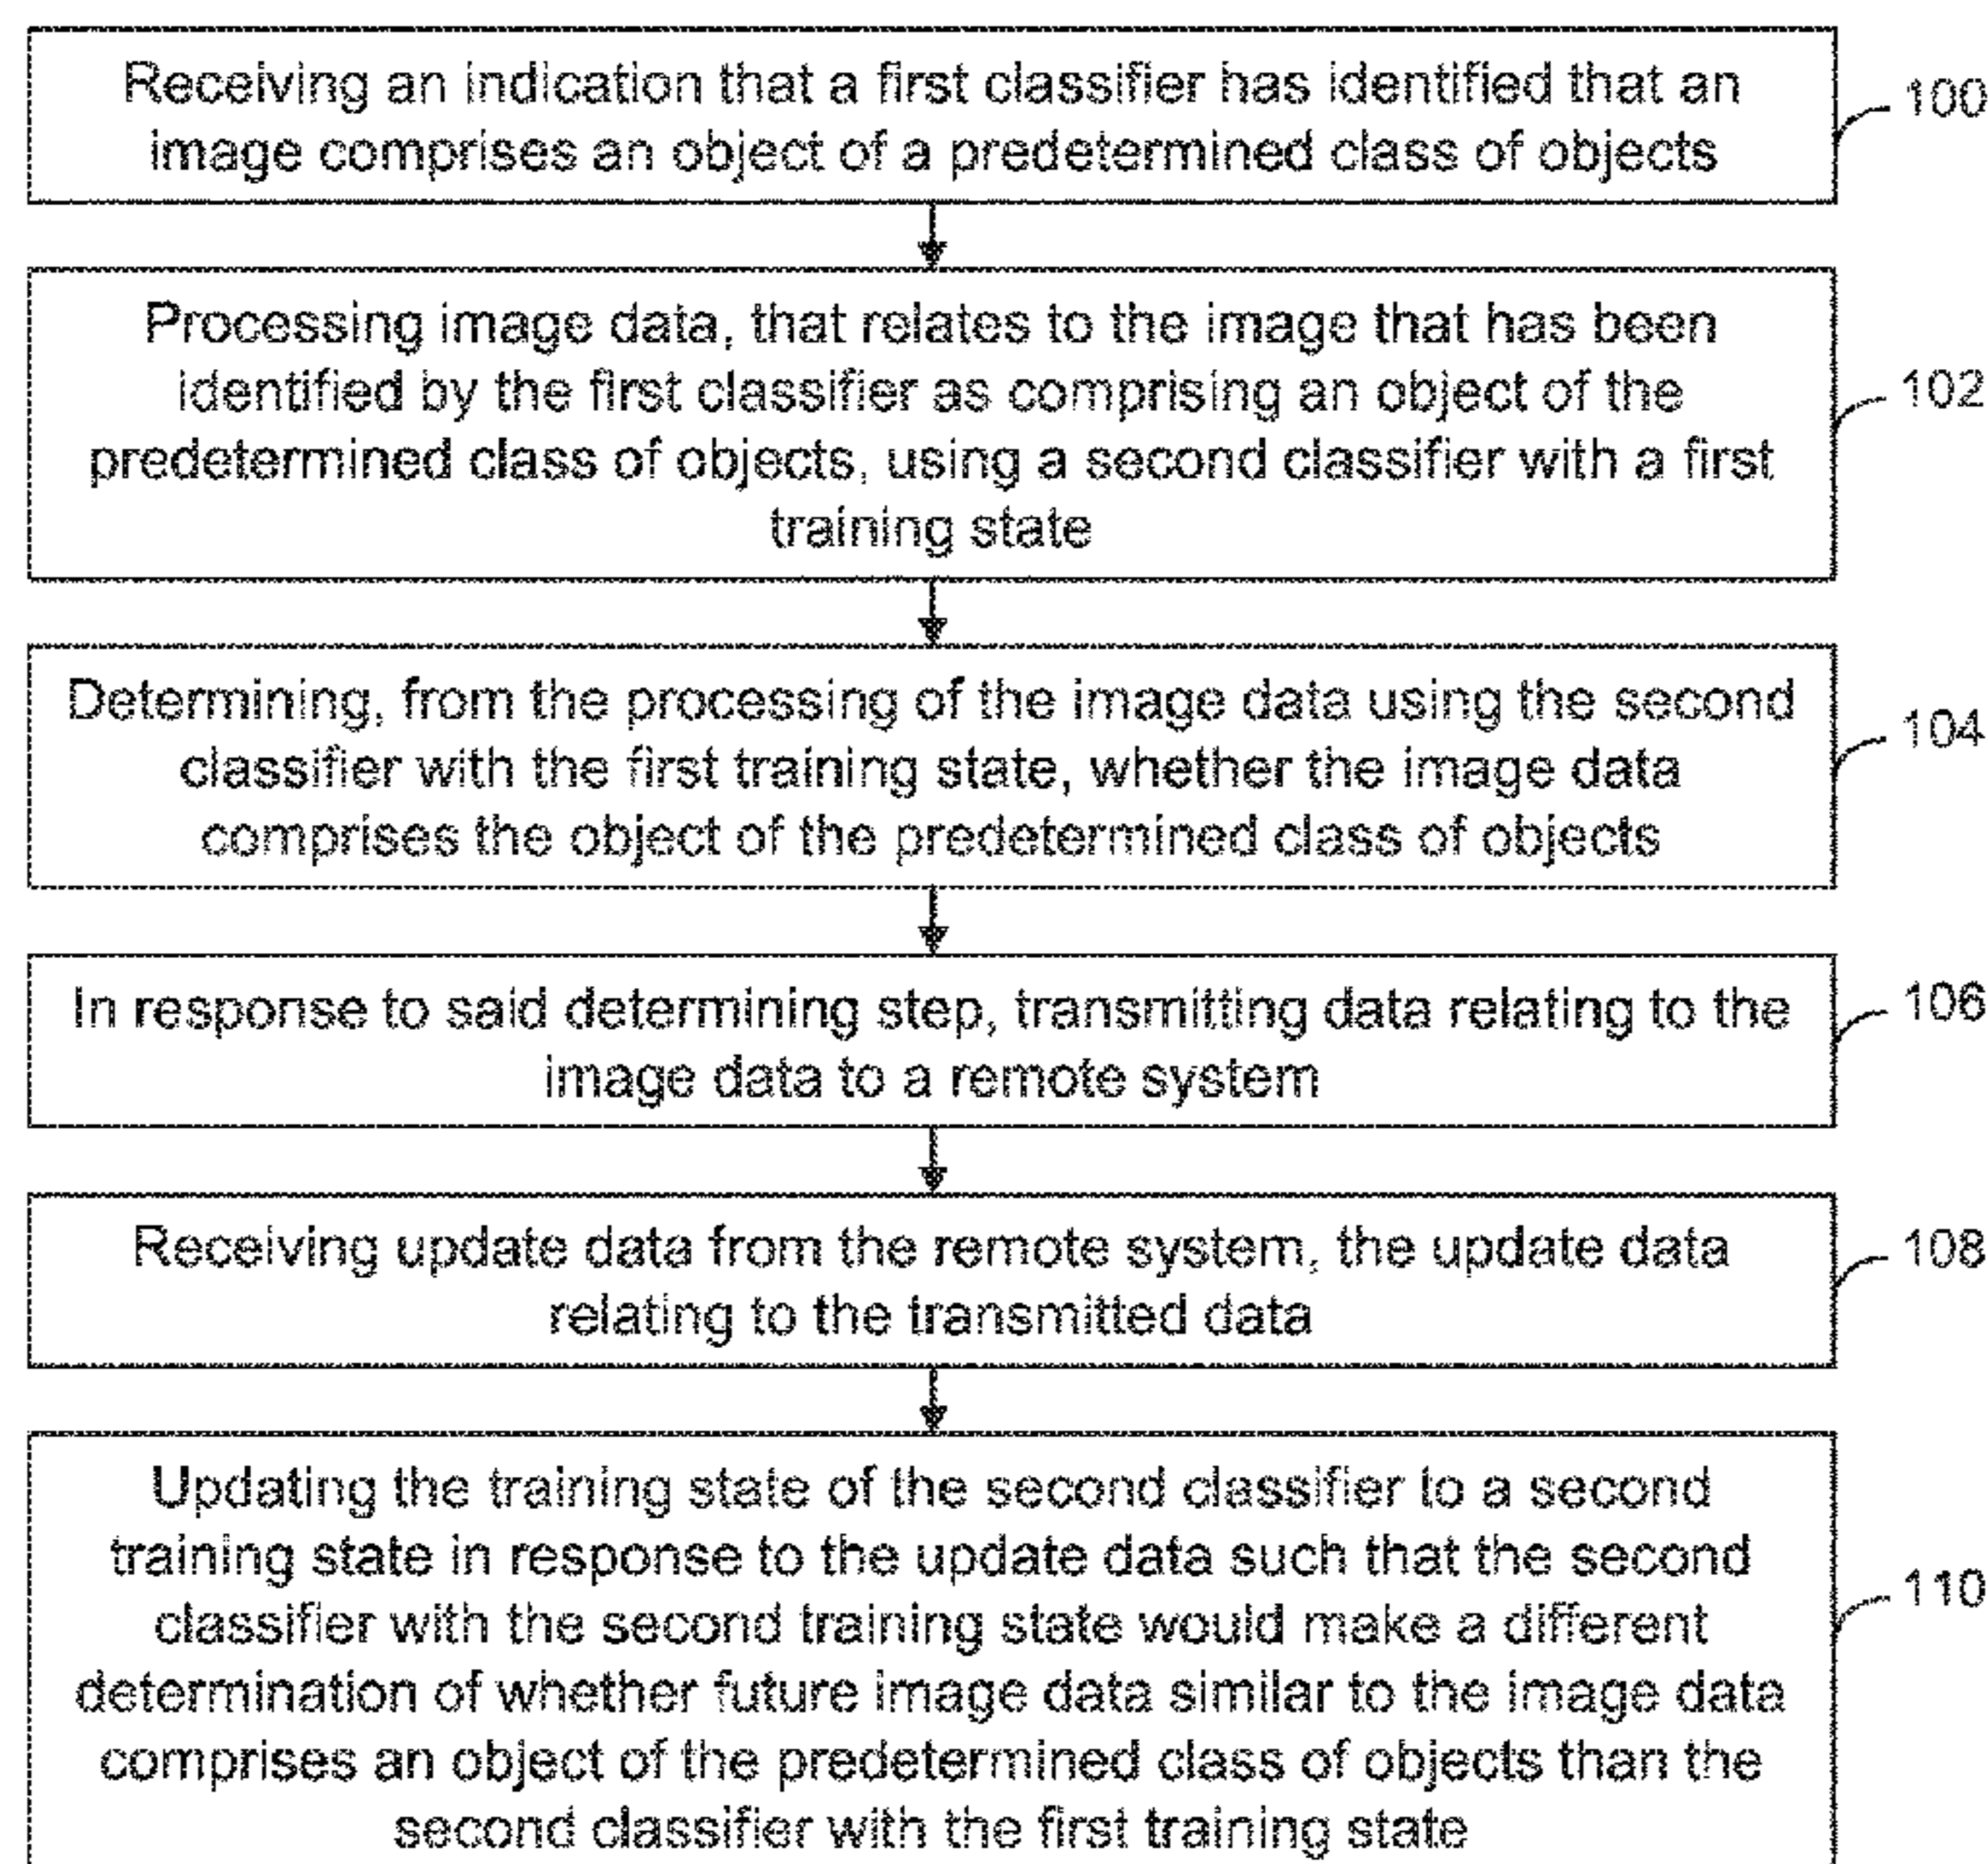 Receiving an indication that a first classifier has identified that an
image comprises an object of a predetermined class of objects
100
Processing image data, that relates to the image that has been
identified by the first classifier as comprising an object of the
predetermined class of objects, using a second classifier with a first
training state
102
Determining, from the processing of the image data using the second
classifier with the first training state, whether the image data
comprises the object of the predetermined class of objects
104
In response to said determining step, transmitting data relating to the
image data to a remote system
106
Receiving update data from the remote system, the update data
relating to the transmitted data
108
Updating the training state of the second classifier to a second
training state in response to the update data such that the second
classifier with the second training state would make a different
determination of whether future image data similar to the image data
comprises an object of the predetermined class of objects than the
second classifier with the first training state
110